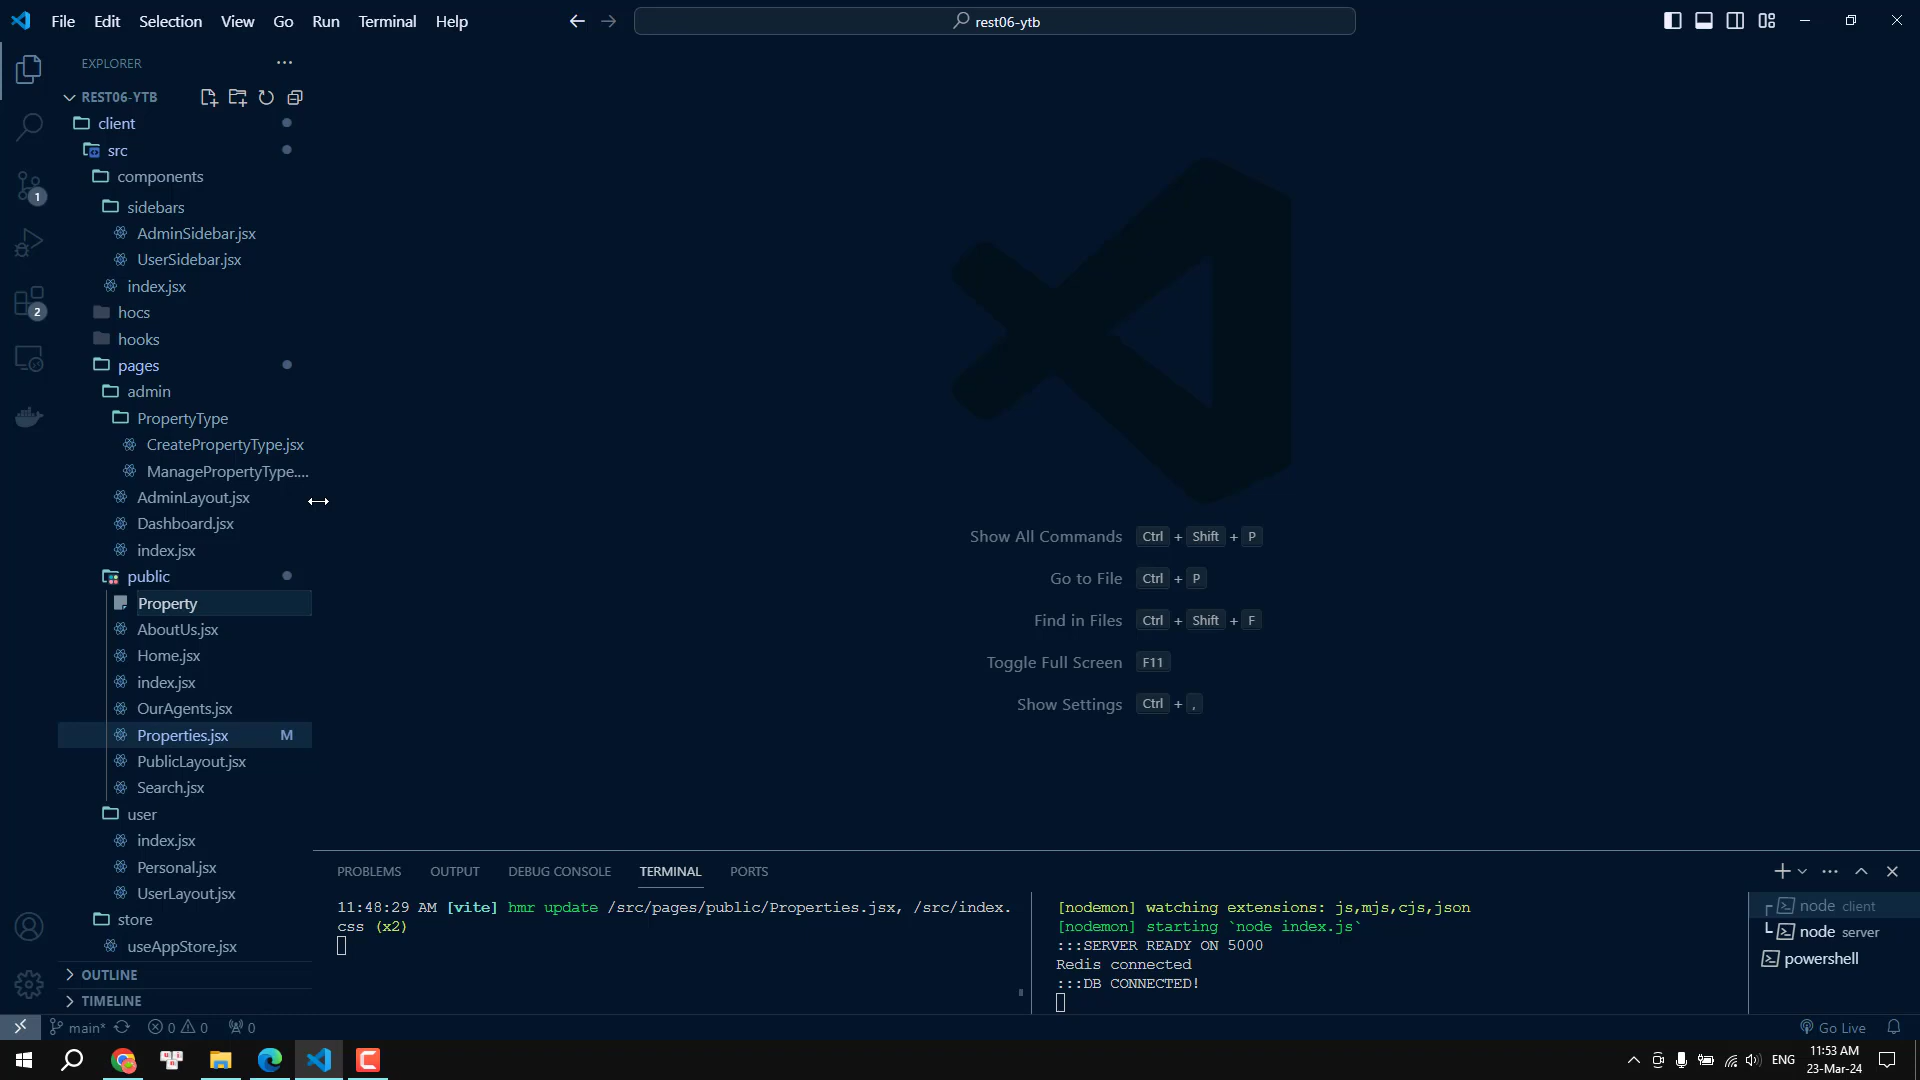 File Edit Selection View Go Run Terminal Help
rest06-ytb
EXPLORER
REST06-YTB
client
src
components
sidebars
AdminSidebar.jsx
UserSidebar.jsx
index.jsx
hocs
hooks
pages
admin
PropertyType
CreatePropertyType.jsx
ManagePropertyType....
AdminLayout.jsx
Dashboard.jsx
index.jsx
public
Property
AboutUs.jsx
Home.jsx
index.jsx
OurAgents.jsx
Properties.jsx M
PublicLayout.jsx
Search.jsx
user
index.jsx
Personal.jsx
UserLayout.jsx
store
useAppStore.jsx
OUTLINE
TIMELINE
1
2
Show All Commands Ctrl + Shift + P
Go to File Ctrl + P
Find in Files Ctrl + Shift + F
Toggle Full Screen F11
Show Settings Ctrl + ,
PROBLEMS OUTPUT DEBUG CONSOLE TERMINAL PORTS
11:48:29 AM [vite] hmr update /src/pages/public/Properties.jsx, /src/index.
css (x2)
[nodemon] watching extensions: js,mjs,cjs,json
[nodemon] starting `node index.js`
:::SERVER READY ON 5000
Redis connected
:::DB CONNECTED!
node client
node server
powershell
main* 0 0 0
Go Live
ENG
11:53 AM
23-Mar-24